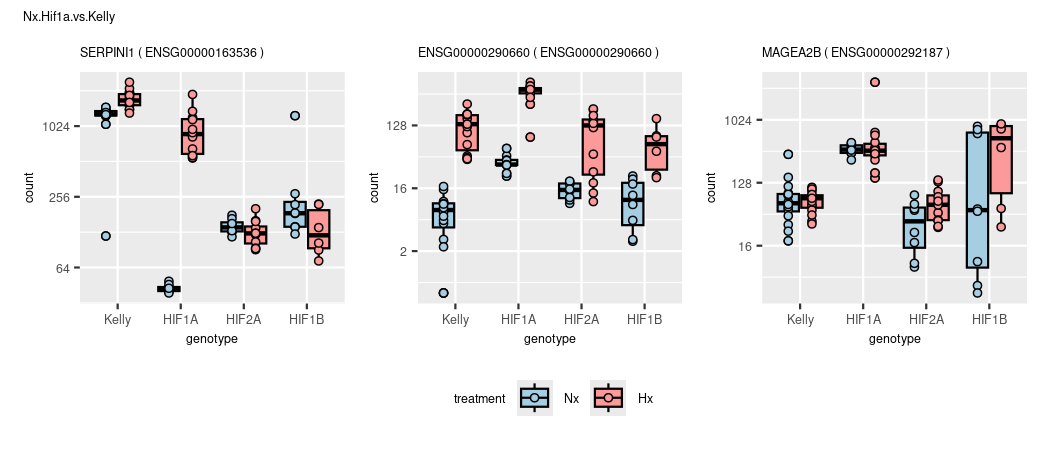 Nx.Hif1a.vs.Kelly
SERPINI1 ( ENSG00000163536 )
count
1024
256
64
Kelly HIF1A HIF2A HIF1B
genotype
ENSG00000290660 ( ENSG00000290660 )
count
128
16
2
Kelly HIF1A HIF2A HIF1B
genotype
MAGEA2B ( ENSG00000292187 )
count
1024
128
16
Kelly HIF1A HIF2A HIF1B
genotype
treatment Nx Hx